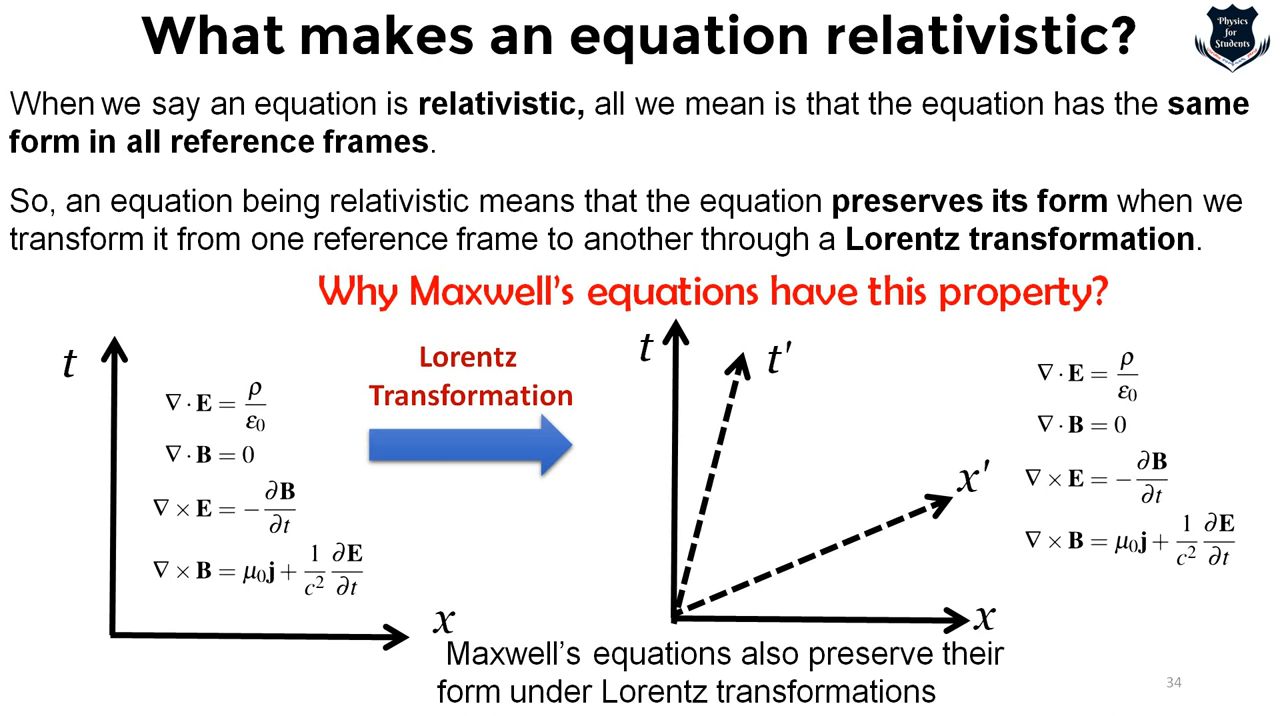 What makes an equation relativistic?
Physics
for
Students
When we say an equation is relativistic, all we mean is that the equation has the same
form in all reference frames.
So, an equation being relativistic means that the equation preserves its form when we
transform it from one reference frame to another through a Lorentz transformation.
Why Maxwell's equations have this property?
t
∇ · E = ρ/ε₀
∇ · B = 0
∇ × E = −∂B/∂t
∇ × B = μ₀j + 1/c² ∂E/∂t
x
Lorentz
Transformation
t
t′
x′
x
∇ · E = ρ/ε₀
∇ · B = 0
∇ × E = −∂B/∂t
∇ × B = μ₀j + 1/c² ∂E/∂t
Maxwell's equations also preserve their
form under Lorentz transformations
34